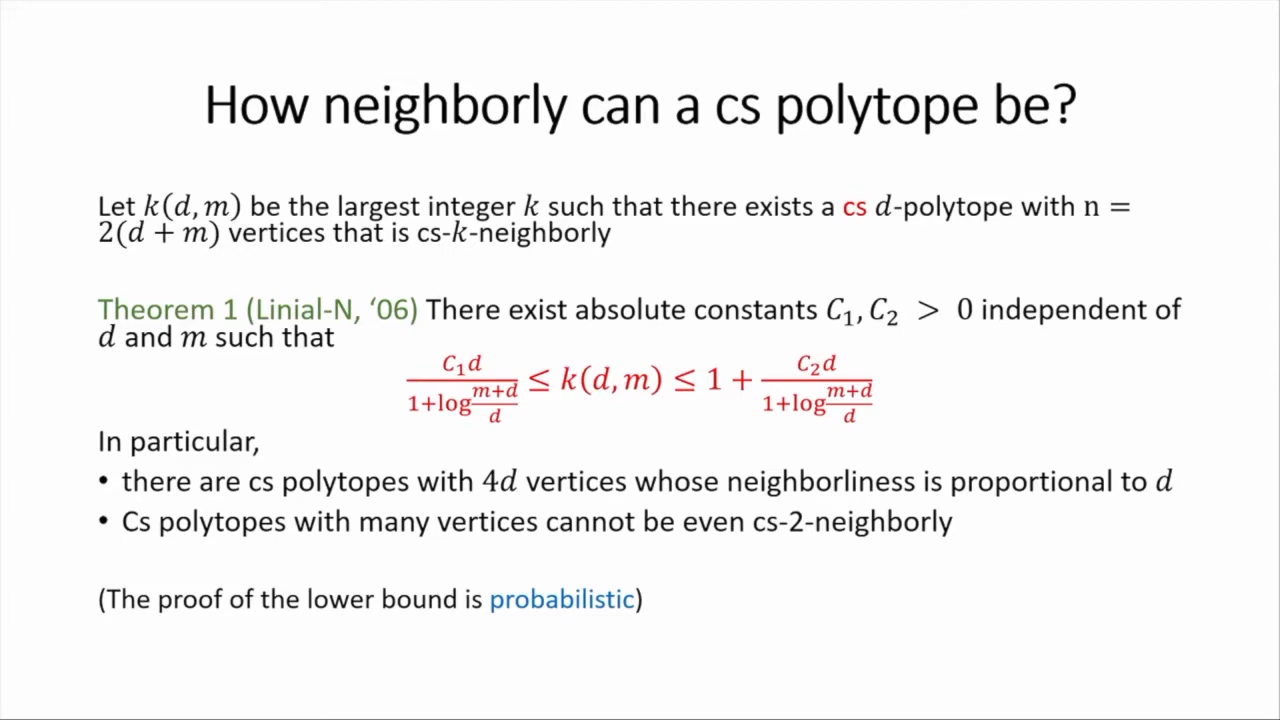 How neighborly can a cs polytope be?
Let k(d, m) be the largest integer k such that there exists a cs d-polytope with n =
2(d + m) vertices that is cs-k-neighborly
Theorem 1 (Linial-N, ‘06) There exist absolute constants C₁, C₂ > 0 independent of
d and m such that
\frac{C₁d}{1+log\frac{m+d}{d}} ≤ k(d, m) ≤ 1 + \frac{C₂d}{1+log\frac{m+d}{d}}
In particular,
• there are cs polytopes with 4d vertices whose neighborliness is proportional to d
• Cs polytopes with many vertices cannot be even cs-2-neighborly
(The proof of the lower bound is probabilistic)